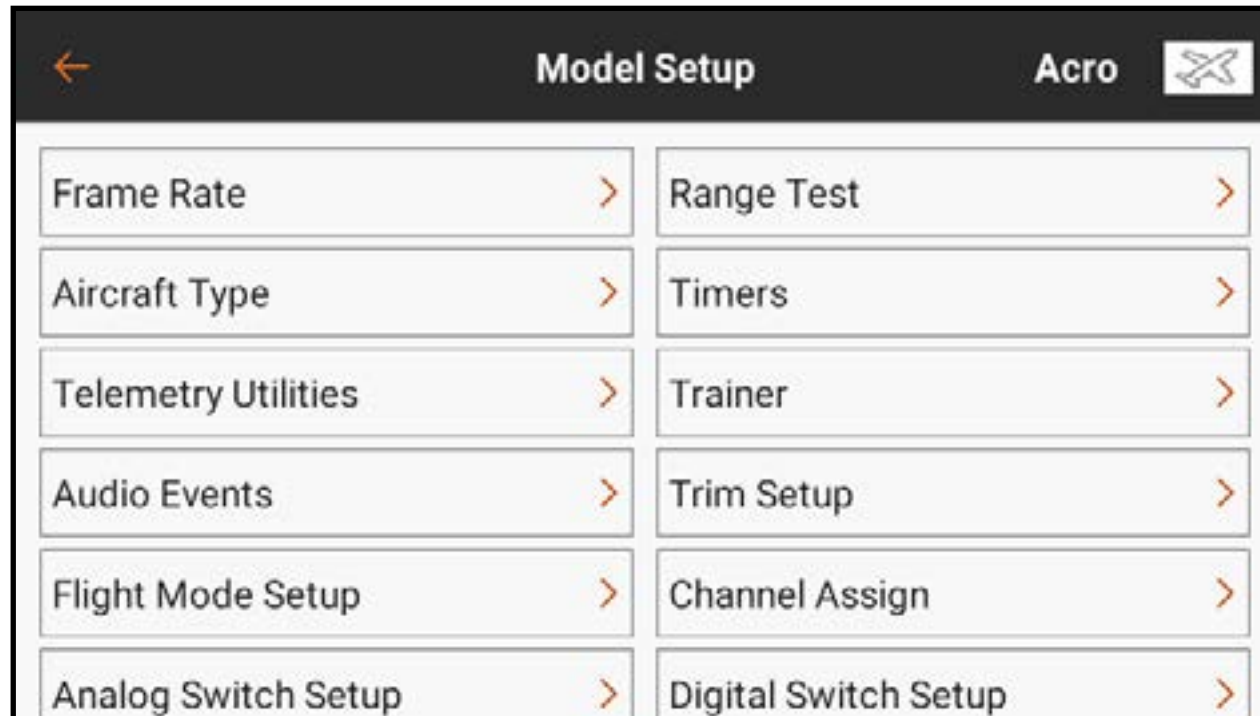 Model Setup Acro
Frame Rate
Range Test
Aircraft Type
Timers
Telemetry Utilities
Trainer
Audio Events
Trim Setup
Flight Mode Setup
Channel Assign
Analog Switch Setup
Digital Switch Setup